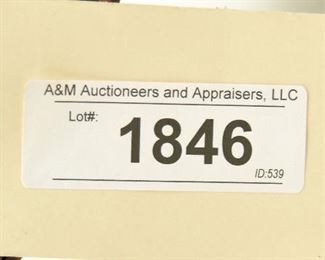 A&M Auctioneers and Appraisers, LLC
Lot#: 1846
ID:539